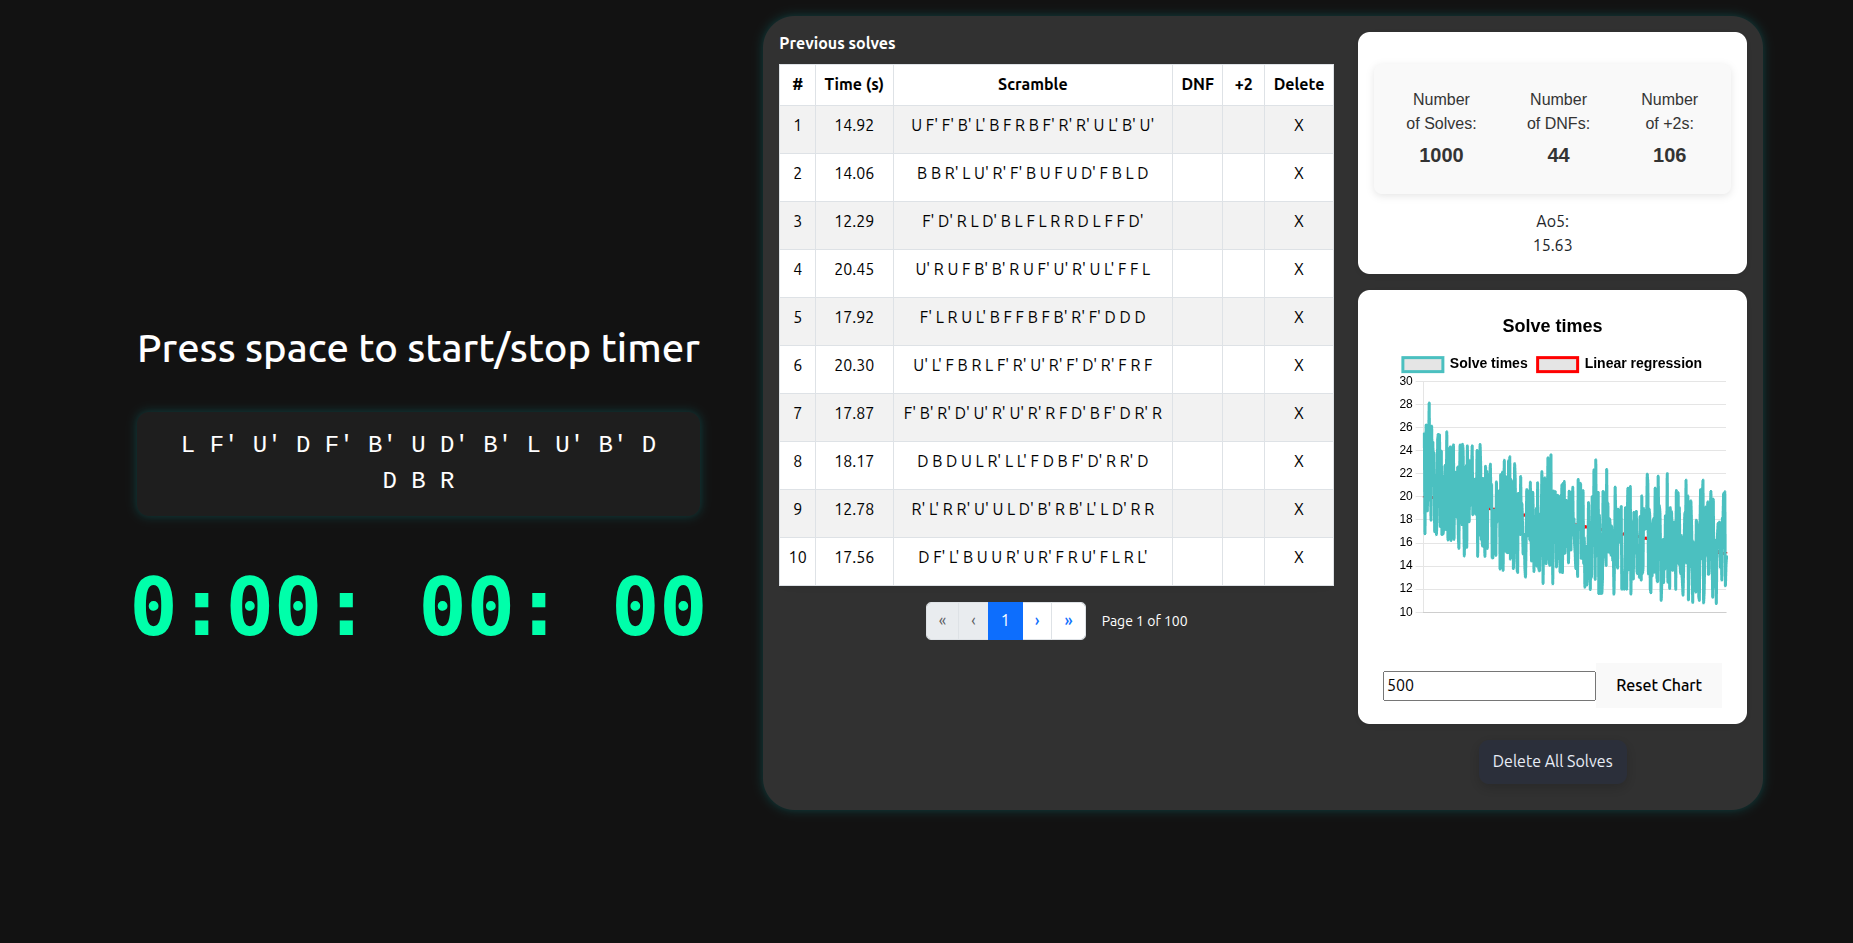 Press space to start/stop timer
L F' U' D F' B' U D' B' L U' B' D
D B R
0:00: 00: 00
Previous solves
# Time (s) Scramble DNF +2 Delete
1 14.92 U F' F' B' L' B F R B F' R' R' U L' B' U' X
2 14.06 B B R' L U' R' F' B U F U D' F B L D X
3 12.29 F' D' R L D' B L F L R R D L F F D' X
4 20.45 U' R U F B' B' R U F' U' R' U L' F F L X
5 17.92 F' L R U L' B F F B F B' R' F' D D D X
6 20.30 U' L' F B R L F' R' U' R' F' D' R' F R F X
7 17.87 F' B' R' D' U' R' U' R' R F D' B F' D R' R X
8 18.17 D B D U L R' L L' F D B F' D' R R' D X
9 12.78 R' L' R R' U' U L D' B' R B' L' L D' R R X
10 17.56 D F' L' B U U R' U R' F R U' F L R L' X
« ‹ 1 › » Page 1 of 100
Number of Solves: 1000
Number of DNFs: 44
Number of +2s: 106
Ao5:
15.63
Solve times
Solve times Linear regression
30
28
26
24
22
20
18
16
14
12
10
500 Reset Chart
Delete All Solves